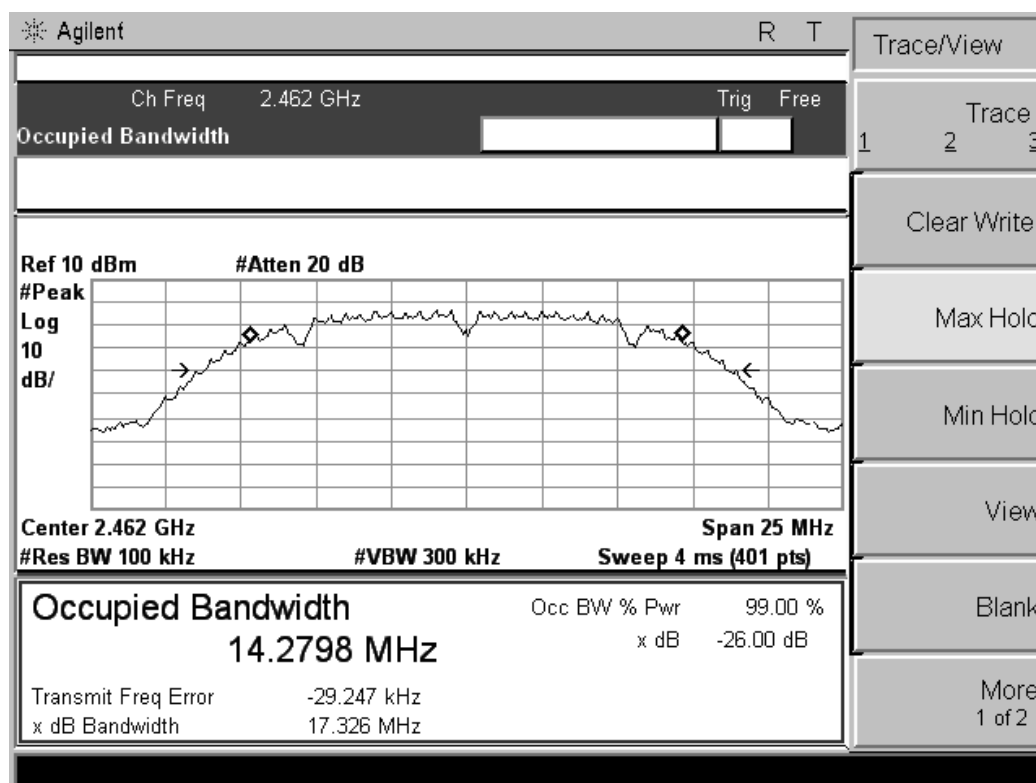 Agilent R T
Trace/View
Ch Freq 2.462 GHz Trig Free
Occupied Bandwidth
Trace
1 2 3
Clear Write
Max Hold
Min Hold
View
Blank
More
1 of 2
Ref 10 dBm #Atten 20 dB
#Peak
Log
10
dB/
Center 2.462 GHz Span 25 MHz
#Res BW 100 kHz #VBW 300 kHz Sweep 4 ms (401 pts)
Occupied Bandwidth
14.2798 MHz
Occ BW % Pwr 99.00 %
x dB -26.00 dB
Transmit Freq Error -29.247 kHz
x dB Bandwidth 17.326 MHz